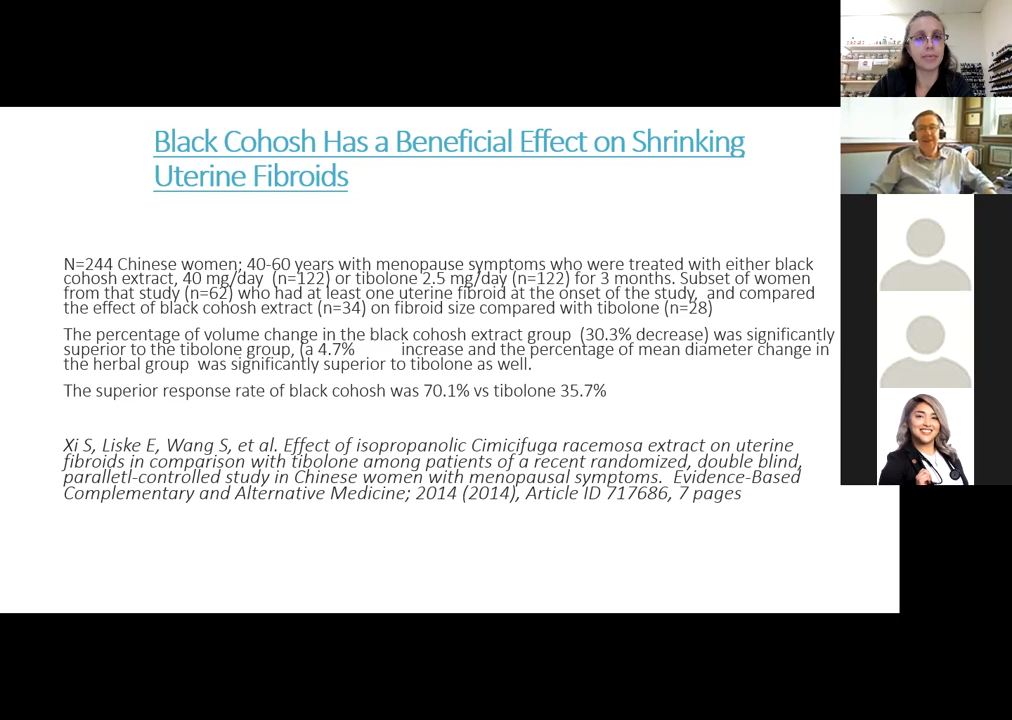 Black Cohosh Has a Beneficial Effect on Shrinking
Uterine Fibroids
N=244 Chinese women; 40-60 years with menopause symptoms who were treated with either black
cohosh extract, 40 mg/day (n=122) or tibolone 2.5 mg/day (n=122) for 3 months. Subset of women
from that study (n=62) who had at least one uterine fibroid at the onset of the study, and compared
the effect of black cohosh extract (n=34) on fibroid size compared with tibolone (n=28)
The percentage of volume change in the black cohosh extract group (30.3% decrease) was significantly
superior to the tibolone group, (a 4.7% increase and the percentage of mean diameter change in
the herbal group was significantly superior to tibolone as well.
The superior response rate of black cohosh was 70.1% vs tibolone 35.7%
Xi S, Liske E, Wang S, et al. Effect of isopropanolic Cimicifuga racemosa extract on uterine
fibroids in comparison with tibolone among patients of a recent randomized, double blind,
paralletl-controlled study in Chinese women with menopausal symptoms. Evidence-Based
Complementary and Alternative Medicine; 2014 (2014), Article ID 717686, 7 pages